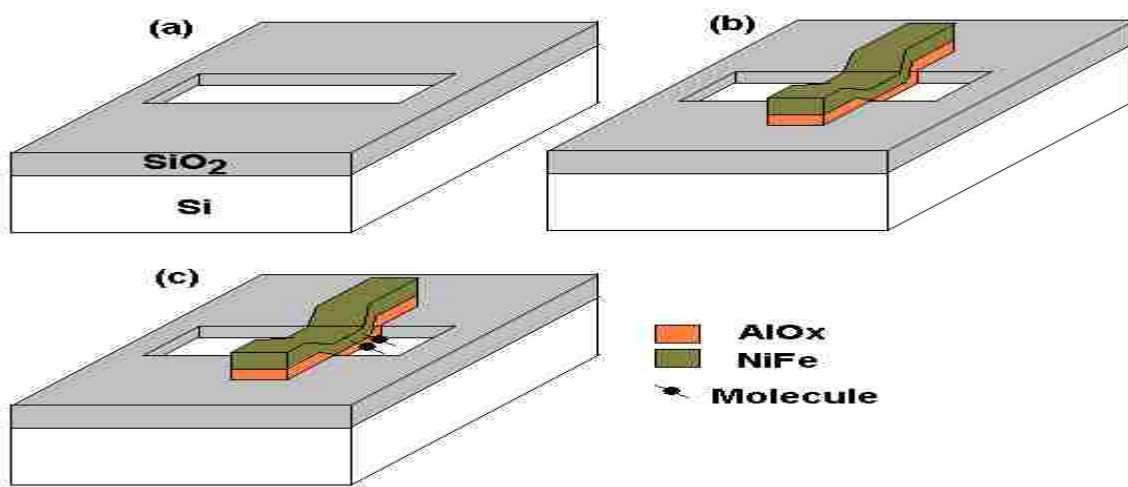 (a)
SiO₂
Si
(b)
(c)
AlOx
NiFe
Molecule